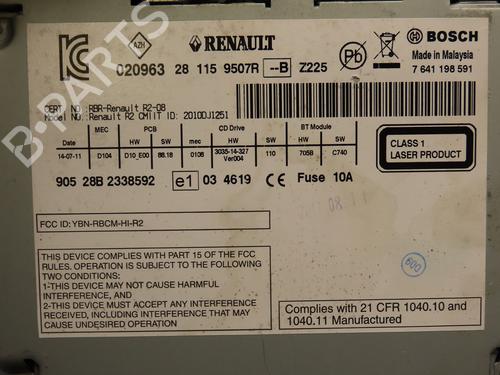 AZH
RENAULT
BOSCH
020963 28 115 9507R --B Z225
Pb
Made in Malaysia
7 641 198 591
CERT NO.: RBR-Renault R2-08
Model No.: Renault R2 CMIIT ID: 2010DJ1251
MEC PCB CD Drive BT Module
HW SW HW SW HW SW
14-07-11 D104 D10_E00 88.18 0108 3035-14-327 Ver004 110 705B C740
CLASS 1
LASER PRODUCT
905 28B 2338592 e1 03 4619 CE Fuse 10A
FCC ID: YBN-RBCM-HI-R2
THIS DEVICE COMPLIES WITH PART 15 OF THE FCC
RULES. OPERATION IS SUBJECT TO THE FOLLOWING
TWO CONDITIONS:
1-THIS DEVICE MAY NOT CAUSE HARMFUL
INTERFERENCE, AND
2-THIS DEVICE MUST ACCEPT ANY INTERFERENCE
RECEIVED, INCLUDING INTERFERENCE THAT MAY
CAUSE UNDESIRED OPERATION.
600
Complies with 21 CFR 1040.10 and
1040.11 Manufactured
B-PARTS